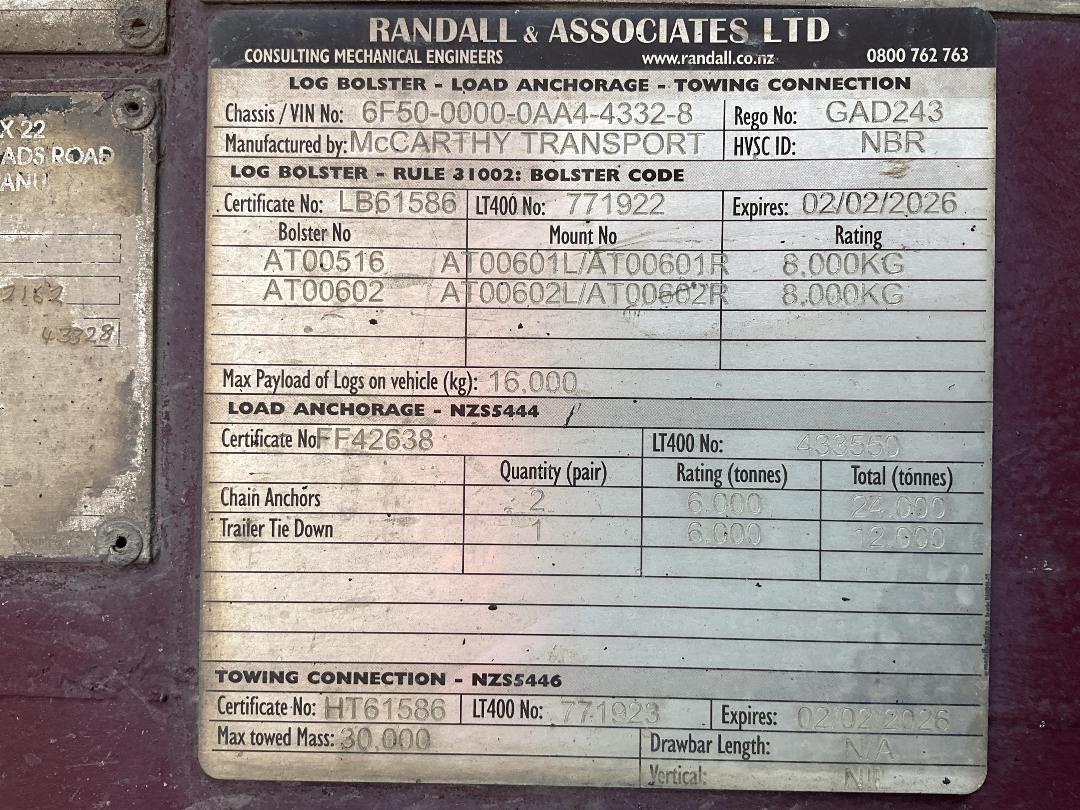 RANDALL & ASSOCIATES LTD
CONSULTING MECHANICAL ENGINEERS www.randall.co.nz 0800 762 763
LOG BOLSTER - LOAD ANCHORAGE - TOWING CONNECTION
Chassis / VIN No: 6F50-0000-0AA4-4332-8 Rego No: GAD243
Manufactured by: McCARTHY TRANSPORT HVSC ID: NBR
LOG BOLSTER - RULE 31002: BOLSTER CODE
Certificate No: LB61586 LT400 No: 771922 Expires: 02/02/2026
Bolster No Mount No Rating
AT00516 AT00601L/AT00601R 8.000KG
AT00602 AT00602L/AT00602R 8.000KG
Max Payload of Logs on vehicle (kg): 16.000
LOAD ANCHORAGE - NZS5444
Certificate No FF42638 LT400 No: 433550
Quantity (pair) Rating (tonnes) Total (tonnes)
Chain Anchors 2 6.000 24.000
Trailer Tie Down 1 6.000 12.000
TOWING CONNECTION - NZS5446
Certificate No: HT61586 LT400 No: 771923 Expires: 02.02.2026
Max towed Mass: 30.000 Drawbar Length: N/A
Vertical: NIL
X 22
ADS ROAD
43328